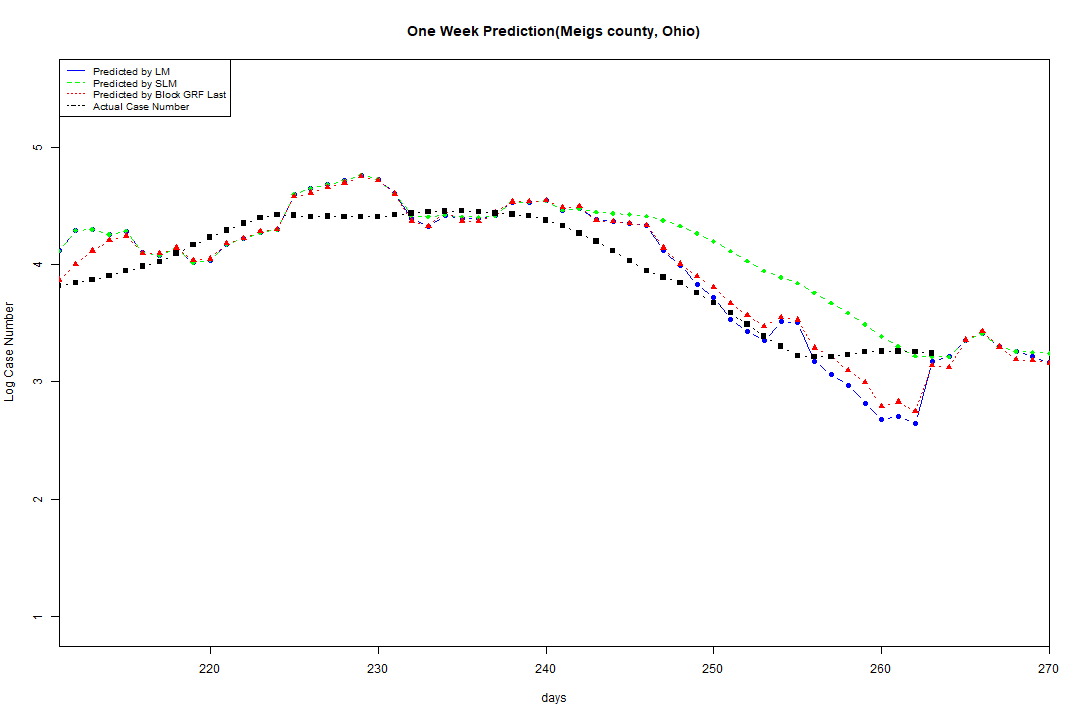 One Week Prediction(Meigs county, Ohio)
Predicted by LM
Predicted by SLM
Predicted by Block GRF Last
Actual Case Number
5
4
3
2
1
Log Case Number
220
230
240
250
260
270
days